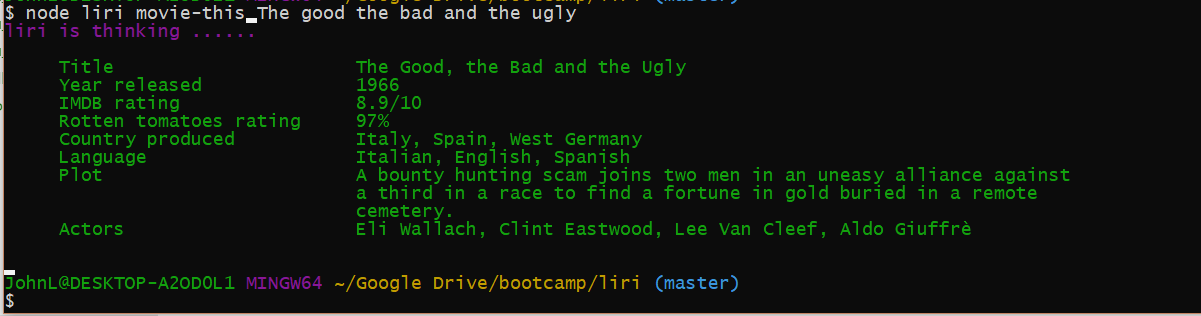 $ node liri movie-this The good the bad and the ugly
liri is thinking ......
Title The Good, the Bad and the Ugly
Year released 1966
IMDB rating 8.9/10
Rotten tomatoes rating 97%
Country produced Italy, Spain, West Germany
Language Italian, English, Spanish
Plot A bounty hunting scam joins two men in an uneasy alliance against
a third in a race to find a fortune in gold buried in a remote
cemetery.
Actors Eli Wallach, Clint Eastwood, Lee Van Cleef, Aldo Giuffrè
JohnL@DESKTOP-A2OD0L1 MINGW64 ~/Google Drive/bootcamp/liri (master)
$